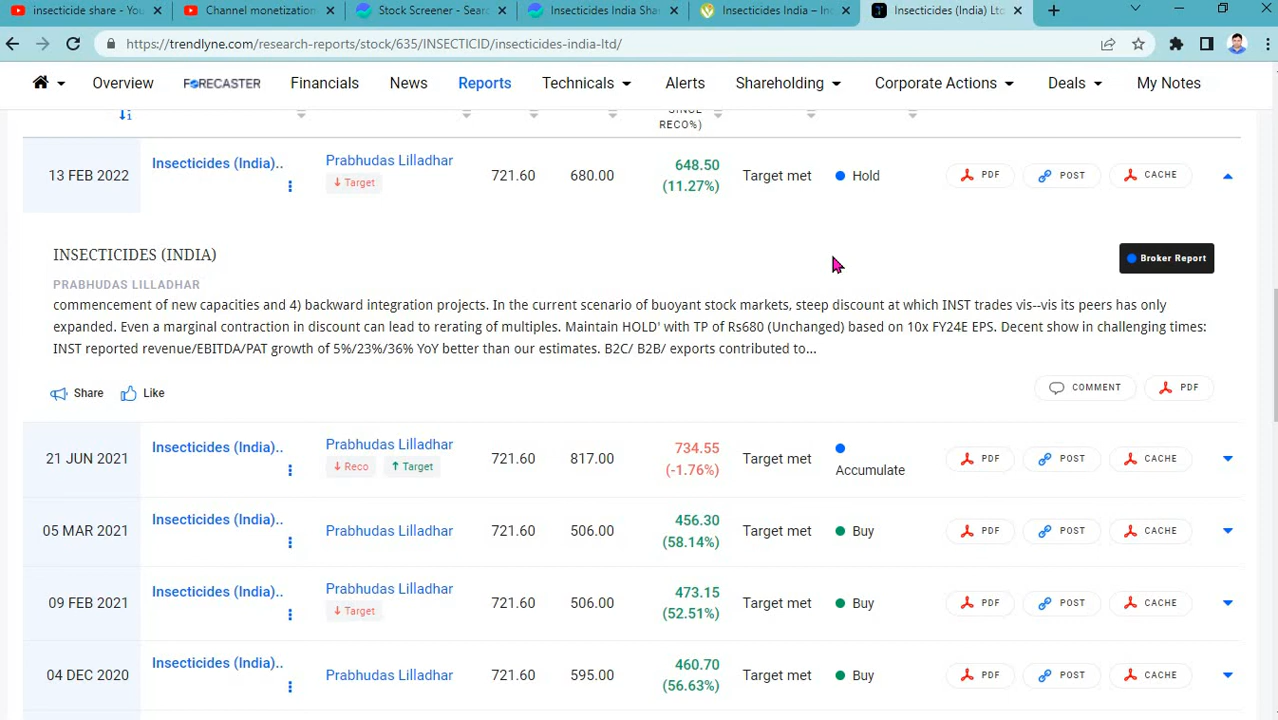 insecticide share - You
Channel monetization
Stock Screener - Sear
Insecticides India Sha
Insecticides India – In
Insecticides (India) Ltd
https://trendlyne.com/research-reports/stock/635/INSECTICID/insecticides-india-ltd/
Overview
FORECASTER
Financials
News
Reports
Technicals
Alerts
Shareholding
Corporate Actions
Deals
My Notes
SINCE
RECO%)
13 FEB 2022
Insecticides (India)..
Prabhudas Lilladhar
↓ Target
721.60
680.00
648.50
(11.27%)
Target met
Hold
PDF
POST
CACHE
INSECTICIDES (INDIA)
Broker Report
PRABHUDAS LILLADHAR
commencement of new capacities and 4) backward integration projects. In the current scenario of buoyant stock markets, steep discount at which INST trades vis--vis its peers has only
expanded. Even a marginal contraction in discount can lead to rerating of multiples. Maintain HOLD' with TP of Rs680 (Unchanged) based on 10x FY24E EPS. Decent show in challenging times:
INST reported revenue/EBITDA/PAT growth of 5%/23%/36% YoY better than our estimates. B2C/ B2B/ exports contributed to...
Share
Like
COMMENT
PDF
21 JUN 2021
Insecticides (India)..
Prabhudas Lilladhar
↓ Reco
↑ Target
721.60
817.00
734.55
(-1.76%)
Target met
Accumulate
PDF
POST
CACHE
05 MAR 2021
Insecticides (India)..
Prabhudas Lilladhar
721.60
506.00
456.30
(58.14%)
Target met
Buy
PDF
POST
CACHE
09 FEB 2021
Insecticides (India)..
Prabhudas Lilladhar
↓ Target
721.60
506.00
473.15
(52.51%)
Target met
Buy
PDF
POST
CACHE
04 DEC 2020
Insecticides (India)..
Prabhudas Lilladhar
721.60
595.00
460.70
(56.63%)
Target met
Buy
PDF
POST
CACHE